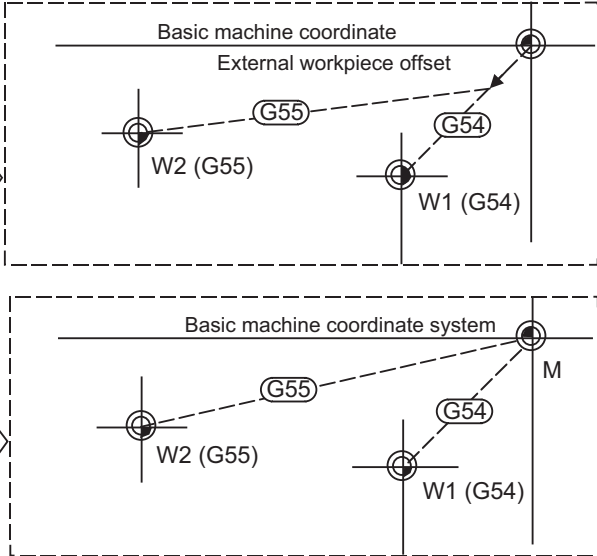 Basic machine coordinate
External workpiece offset
G55
G54
W2 (G55)
W1 (G54)
Basic machine coordinate system
M
G55
G54
W2 (G55)
W1 (G54)